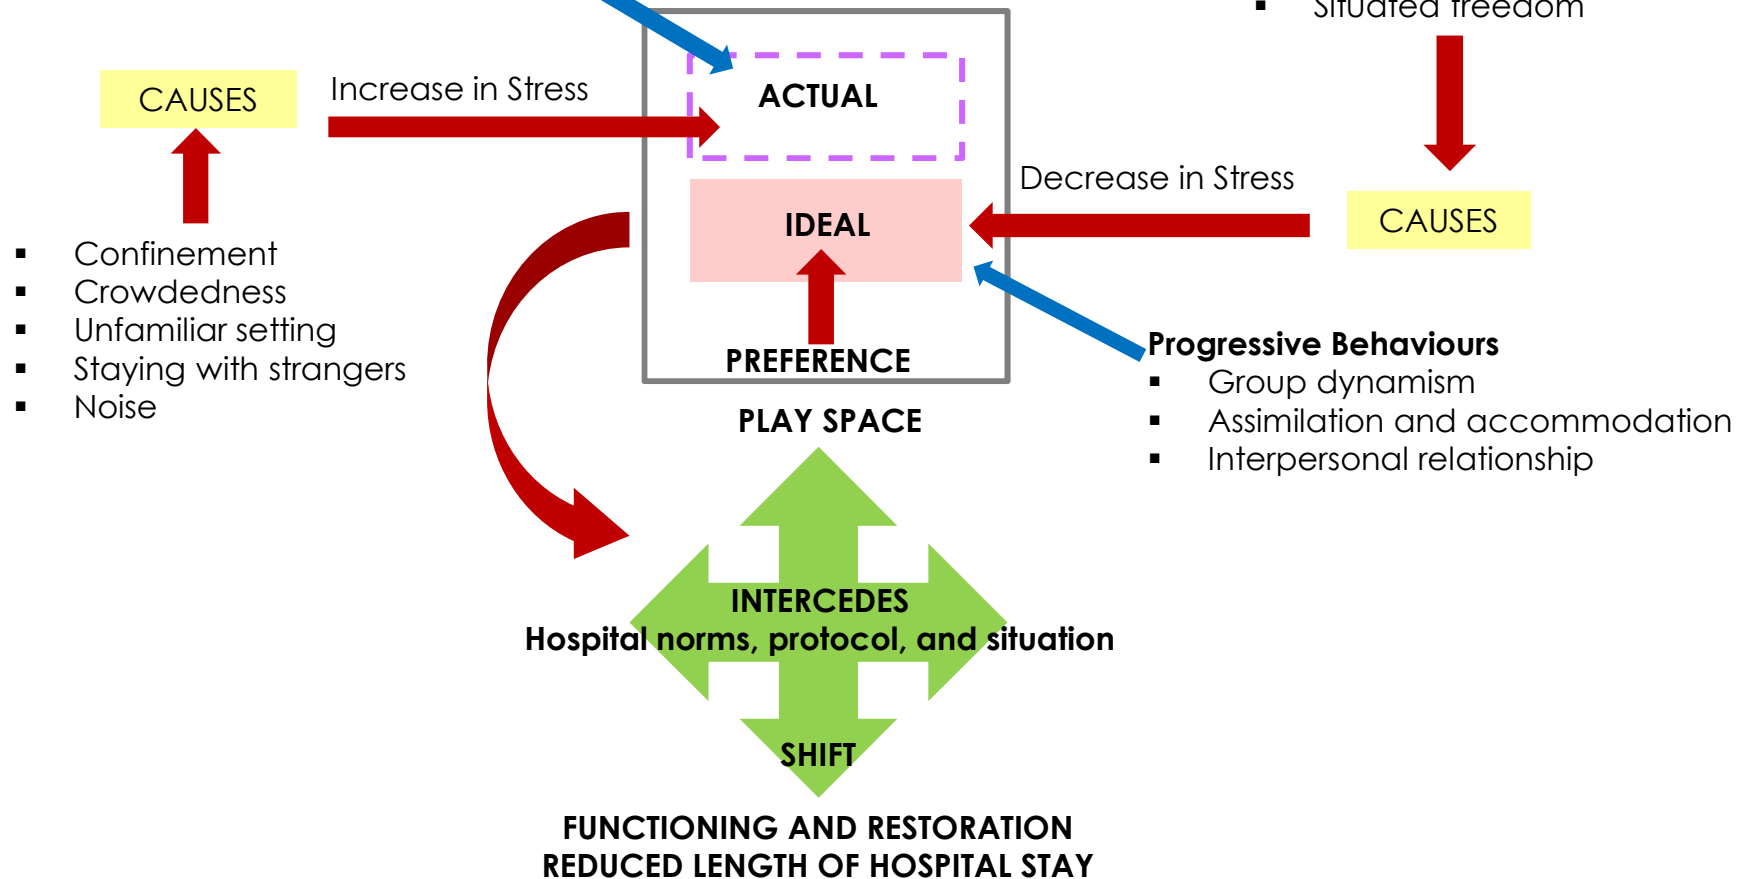 ▪ Situated freedom
CAUSES
Increase in Stress
ACTUAL
Decrease in Stress
IDEAL
CAUSES
▪ Confinement
▪ Crowdedness
▪ Unfamiliar setting
▪ Staying with strangers
▪ Noise
PREFERENCE
Progressive Behaviours
▪ Group dynamism
▪ Assimilation and accommodation
▪ Interpersonal relationship
PLAY SPACE
INTERCEDES
Hospital norms, protocol, and situation
SHIFT
FUNCTIONING AND RESTORATION
REDUCED LENGTH OF HOSPITAL STAY